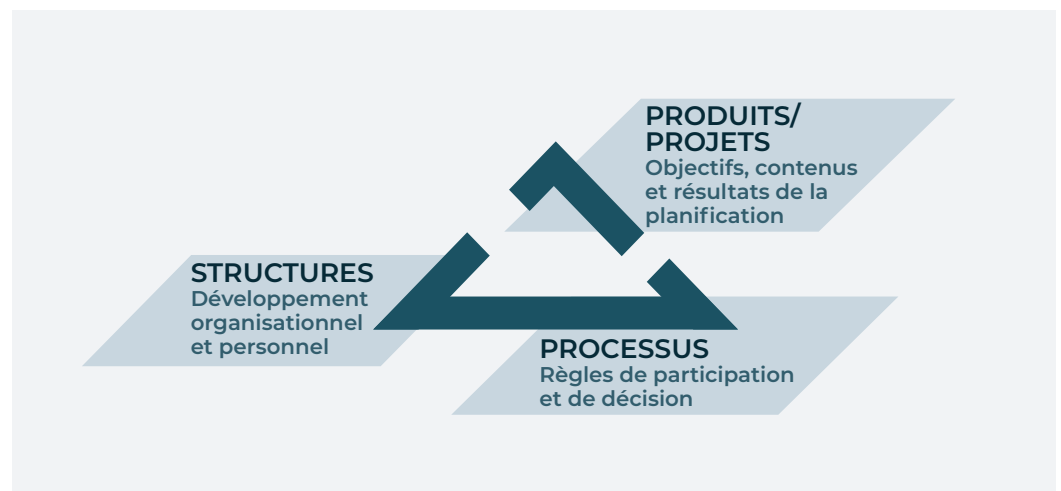 PRODUITS/
PROJETS
Objectifs, contenus
et résultats de la
planification
STRUCTURES
Développement
organisationnel
et personnel
PROCESSUS
Règles de participation
et de décision